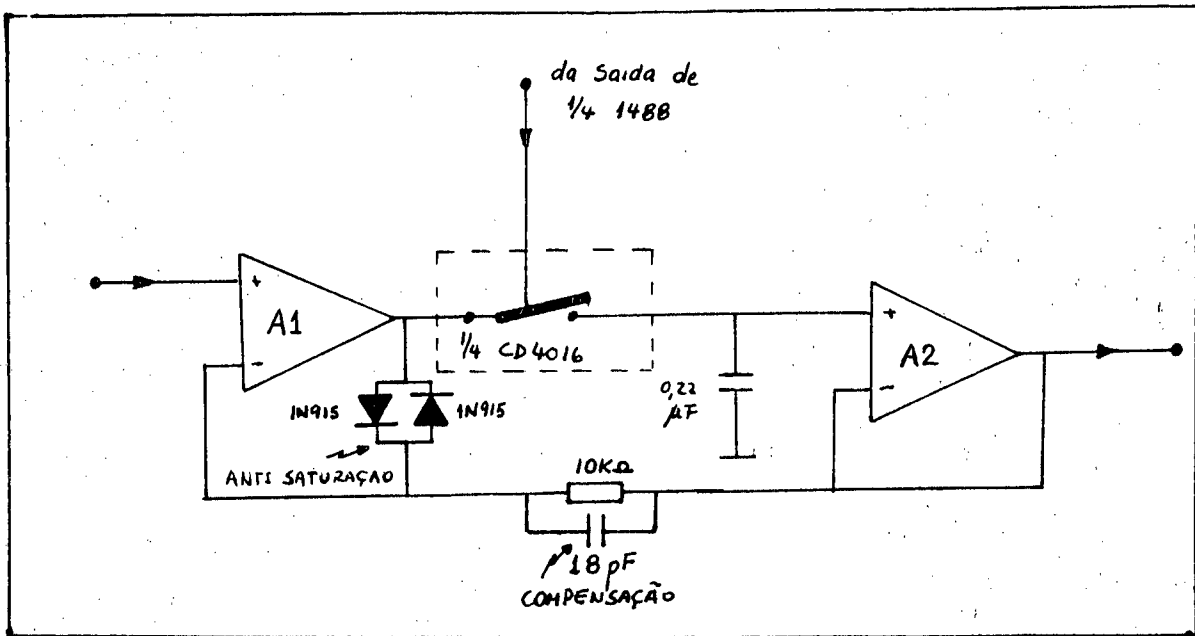 da Saida de
1/4 1488
+
A1
-
1/4 CD4016
+
A2
-
0,22
μF
1N915
1N915
ANTI SATURAÇÃO
10KΩ
18pF
COMPENSAÇÃO